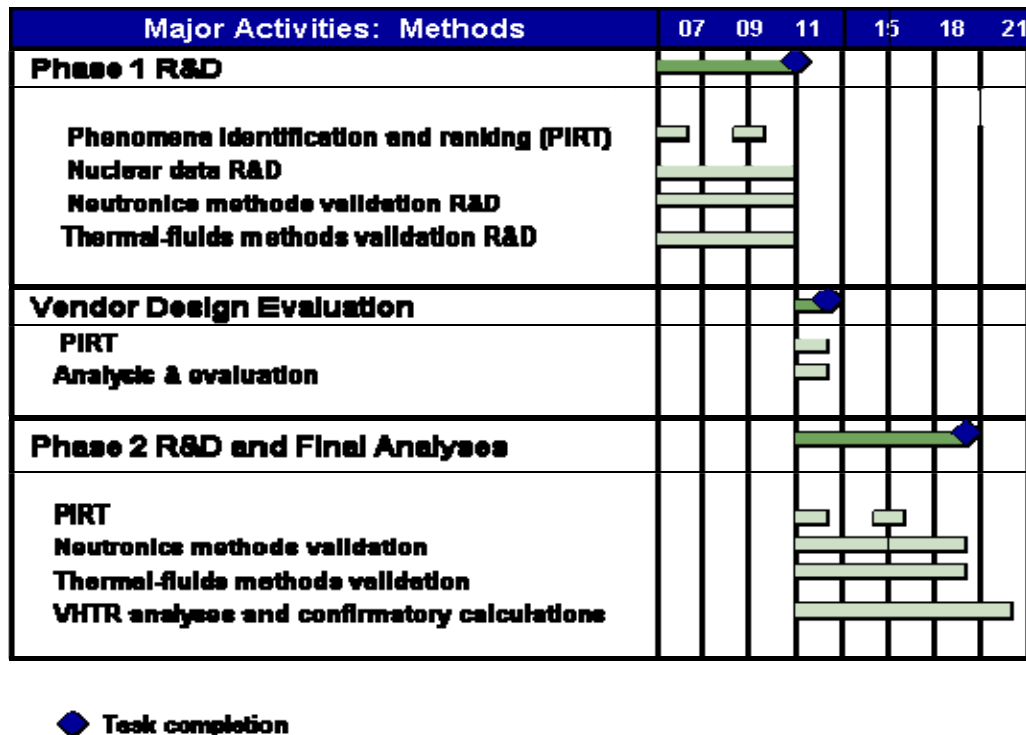 Major Activities: Methods 07 09 11 15 18 21
Phase 1 R&D
Phenomena identification and ranking (PIRT)
Nuclear data R&D
Neutronics methods validation R&D
Thermal-fluids methods validation R&D
Vendor Design Evaluation
PIRT
Analysis & evaluation
Phase 2 R&D and Final Analyses
PIRT
Neutronics methods validation
Thermal-fluids methods validation
VHTR analyses and confirmatory calculations
Task completion